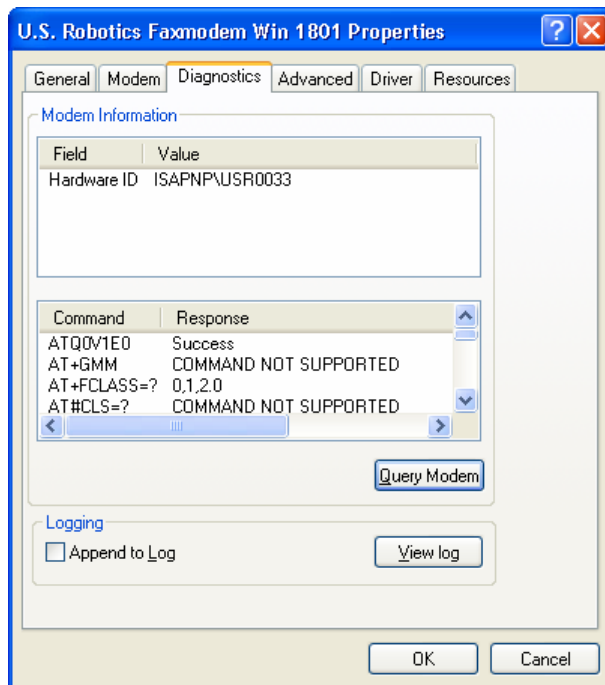 U.S. Robotics Faxmodem Win 1801 Properties
General Modem Diagnostics Advanced Driver Resources
Modem Information
Field Value
Hardware ID ISAPNP\USR0033
Command Response
ATQ0V1E0 Success
AT+GMM COMMAND NOT SUPPORTED
AT+FCLASS=? 0,1,2.0
AT#CLS=? COMMAND NOT SUPPORTED
Query Modem
Logging
Append to Log View log
OK Cancel